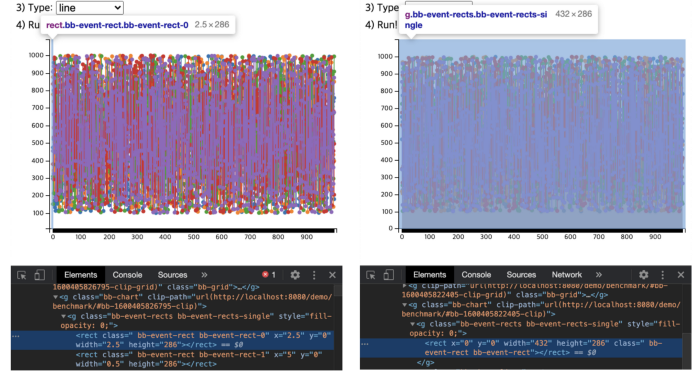 3) Type: line
4) Ru
rect.bb-event-rect.bb-event-rect-0 2.5 × 286
1000
900
800
700
600
500
400
300
200
100
0
0 100 200 300 400 500 600 700 800 900
Elements Console Sources » 1
1600405826795-clip-grid)" class="bb-grid">…</g>
▼<g class="bb-chart" clip-path="url(http://localhost:8080/demo/
benchmark/#bb-1600405826795-clip)">
▼<g class="bb-event-rects bb-event-rects-single" style="fill-
opacity: 0;">
… <rect class=" bb-event-rect bb-event-rect-0" x="2.5" y="0"
width="2.5" height="286"></rect> == $0
<rect class=" bb-event-rect bb-event-rect-1" x="5" y="0"
width="0.5" height="286"></rect>
3) Type:
4) Run!
g.bb-event-rects.bb-event-rects-si
ngle 432 × 286
1000
900
800
700
600
500
400
300
200
100
0
0 100 200 300 400 500 600 700 800 900
Elements Console Sources Network »
▶<g clip-path="url(http://localhost:8080/demo/
benchmark/#bb-1600405822405-clip-grid)" class="bb-grid">…</g>
▼<g class="bb-chart" clip-path="url(http://localhost:8080/demo/
benchmark/#bb-1600405822405-clip)">
▼<g class="bb-event-rects bb-event-rects-single" style="fill-
opacity: 0;">
… <rect x="0" y="0" width="432" height="286" class=" bb-
event-rect bb-event-rect"></rect> == $0
</g>